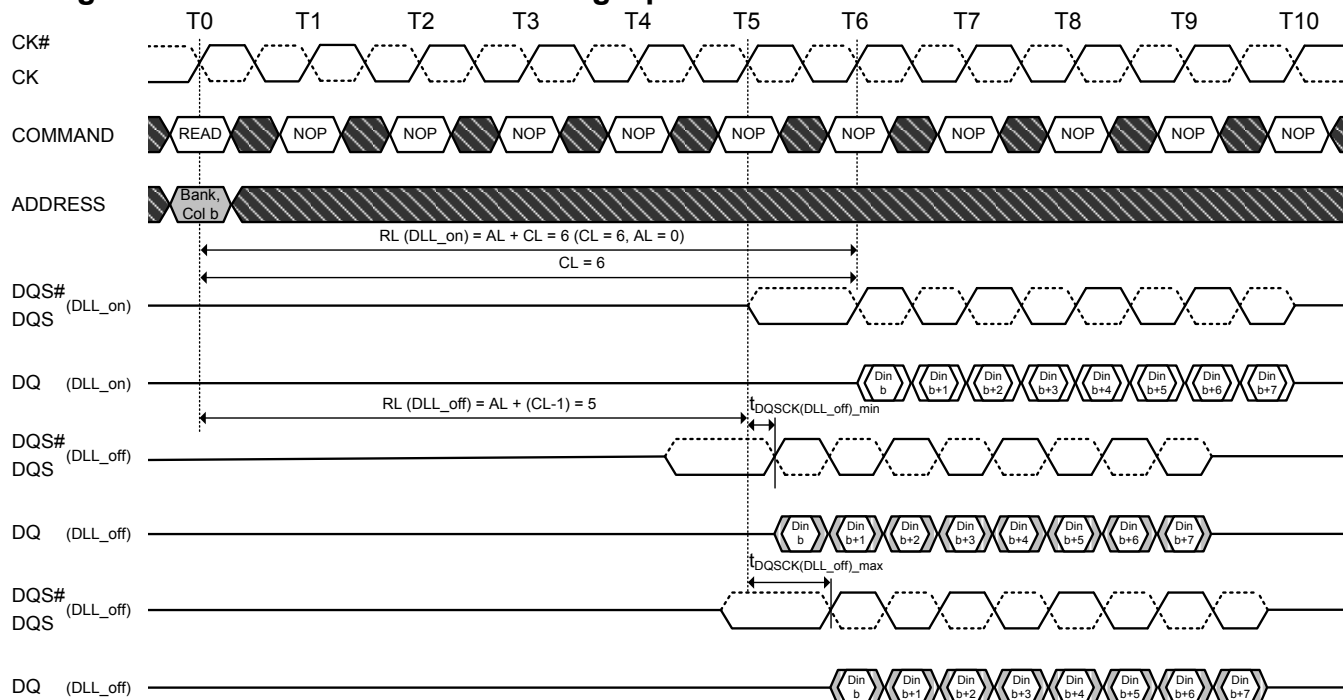 T0 T1 T2 T3 T4 T5 T6 T7 T8 T9 T10
CK#
CK
COMMAND READ NOP NOP NOP NOP NOP NOP NOP NOP NOP NOP
ADDRESS Bank, Col b
RL (DLL_on) = AL + CL = 6 (CL = 6, AL = 0)
CL = 6
DQS# (DLL_on)
DQS
DQ (DLL_on) Din b Din b+1 Din b+2 Din b+3 Din b+4 Din b+5 Din b+6 Din b+7
RL (DLL_off) = AL + (CL-1) = 5 tDQSCK(DLL_off)_min
DQS# (DLL_off)
DQS
DQ (DLL_off) Din b Din b+1 Din b+2 Din b+3 Din b+4 Din b+5 Din b+6 Din b+7
tDQSCK(DLL_off)_max
DQS# (DLL_off)
DQS
DQ (DLL_off) Din b Din b+1 Din b+2 Din b+3 Din b+4 Din b+5 Din b+6 Din b+7